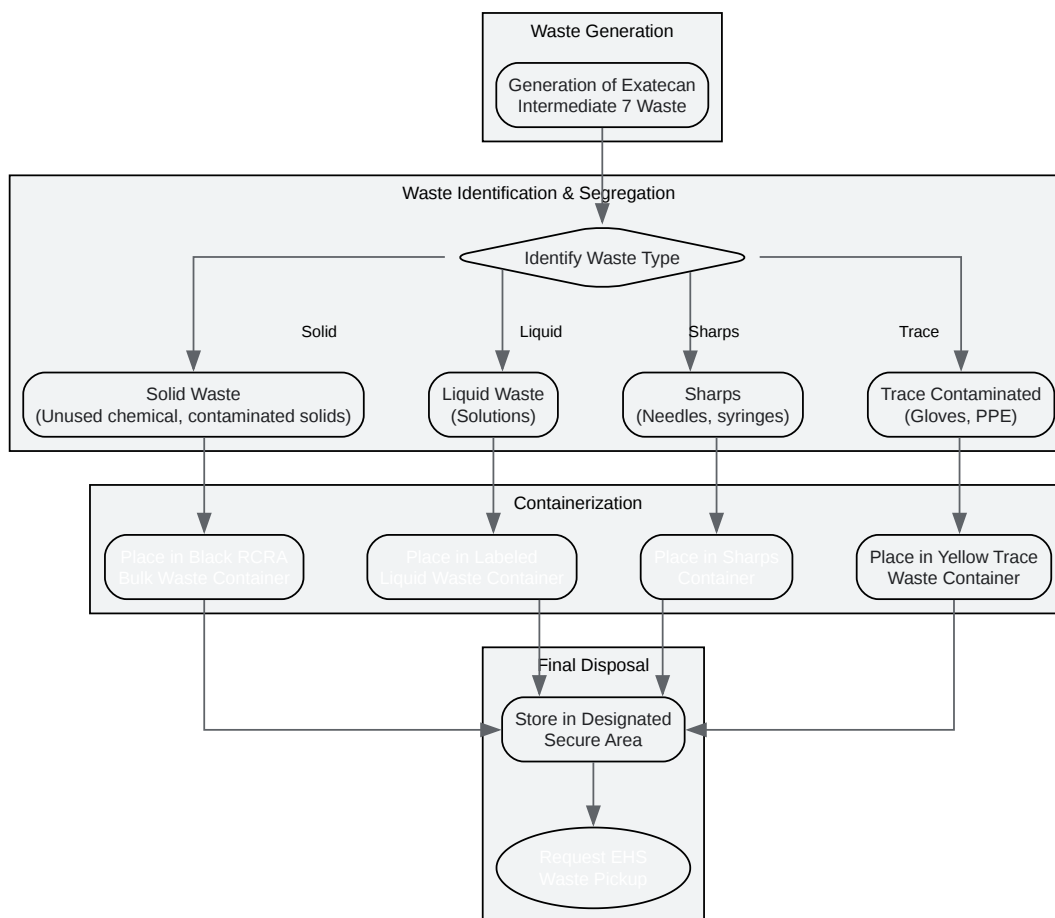 Waste Generation
Generation of Exatecan
Intermediate 7 Waste
Waste Identification & Segregation
Identify Waste Type
Solid
Liquid
Sharps
Trace
Solid Waste
(Unused chemical, contaminated solids)
Liquid Waste
(Solutions)
Sharps
(Needles, syringes)
Trace Contaminated
(Gloves, PPE)
Containerization
Place in Black RCRA
Bulk Waste Container
Place in Labeled
Liquid Waste Container
Place in Sharps
Container
Place in Yellow Trace
Waste Container
Final Disposal
Store in Designated
Secure Area
Request EHS
Waste Pickup